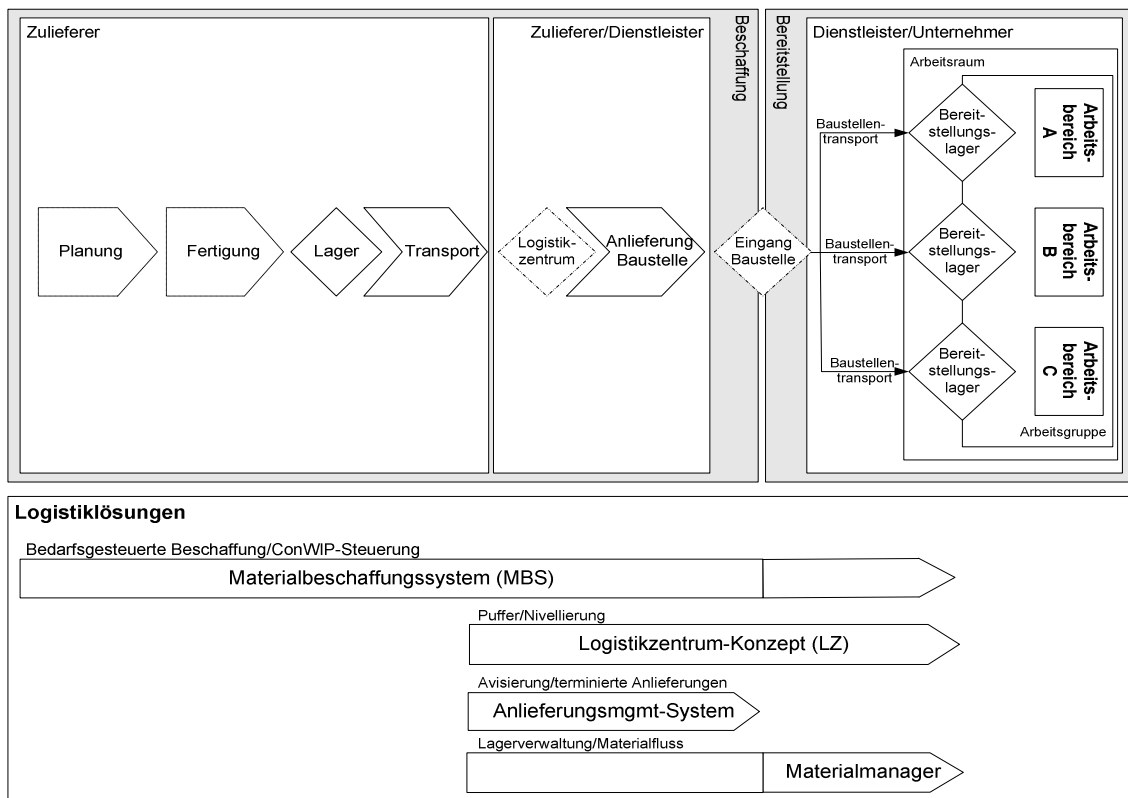 Zulieferer
Zulieferer/Dienstleister
Beschaffung
Bereitstellung
Dienstleister/Unternehmer
Arbeitsraum
Planung
Fertigung
Lager
Transport
Logistik-
zentrum
Anlieferung
Baustelle
Eingang
Baustelle
Baustellen-
transport
Bereit-
stellungs-
lager
Arbeits-
bereich
A
Baustellen-
transport
Bereit-
stellungs-
lager
Arbeits-
bereich
B
Baustellen-
transport
Bereit-
stellungs-
lager
Arbeits-
bereich
C
Arbeitsgruppe
Logistiklösungen
Bedarfsgesteuerte Beschaffung/ConWIP-Steuerung
Materialbeschaffungssystem (MBS)
Puffer/Nivellierung
Logistikzentrum-Konzept (LZ)
Avisierung/terminierte Anlieferungen
Anlieferungsmgmt-System
Lagerverwaltung/Materialfluss
Materialmanager